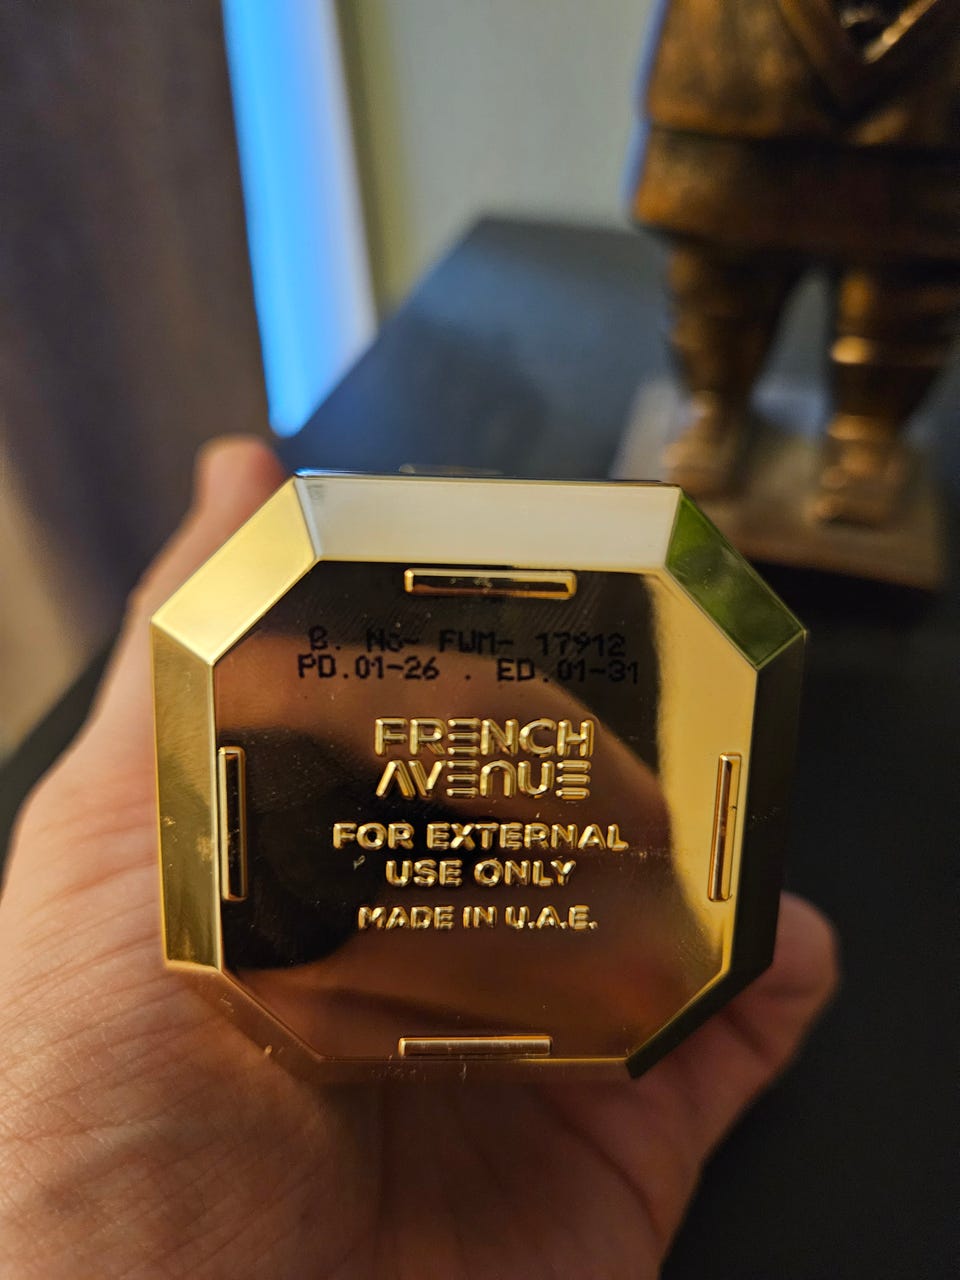 B. No- FWM- 17912
PD.01-26 . ED.01-31
FRENCH
AVENUE
FOR EXTERNAL
USE ONLY
MADE IN U.A.E.